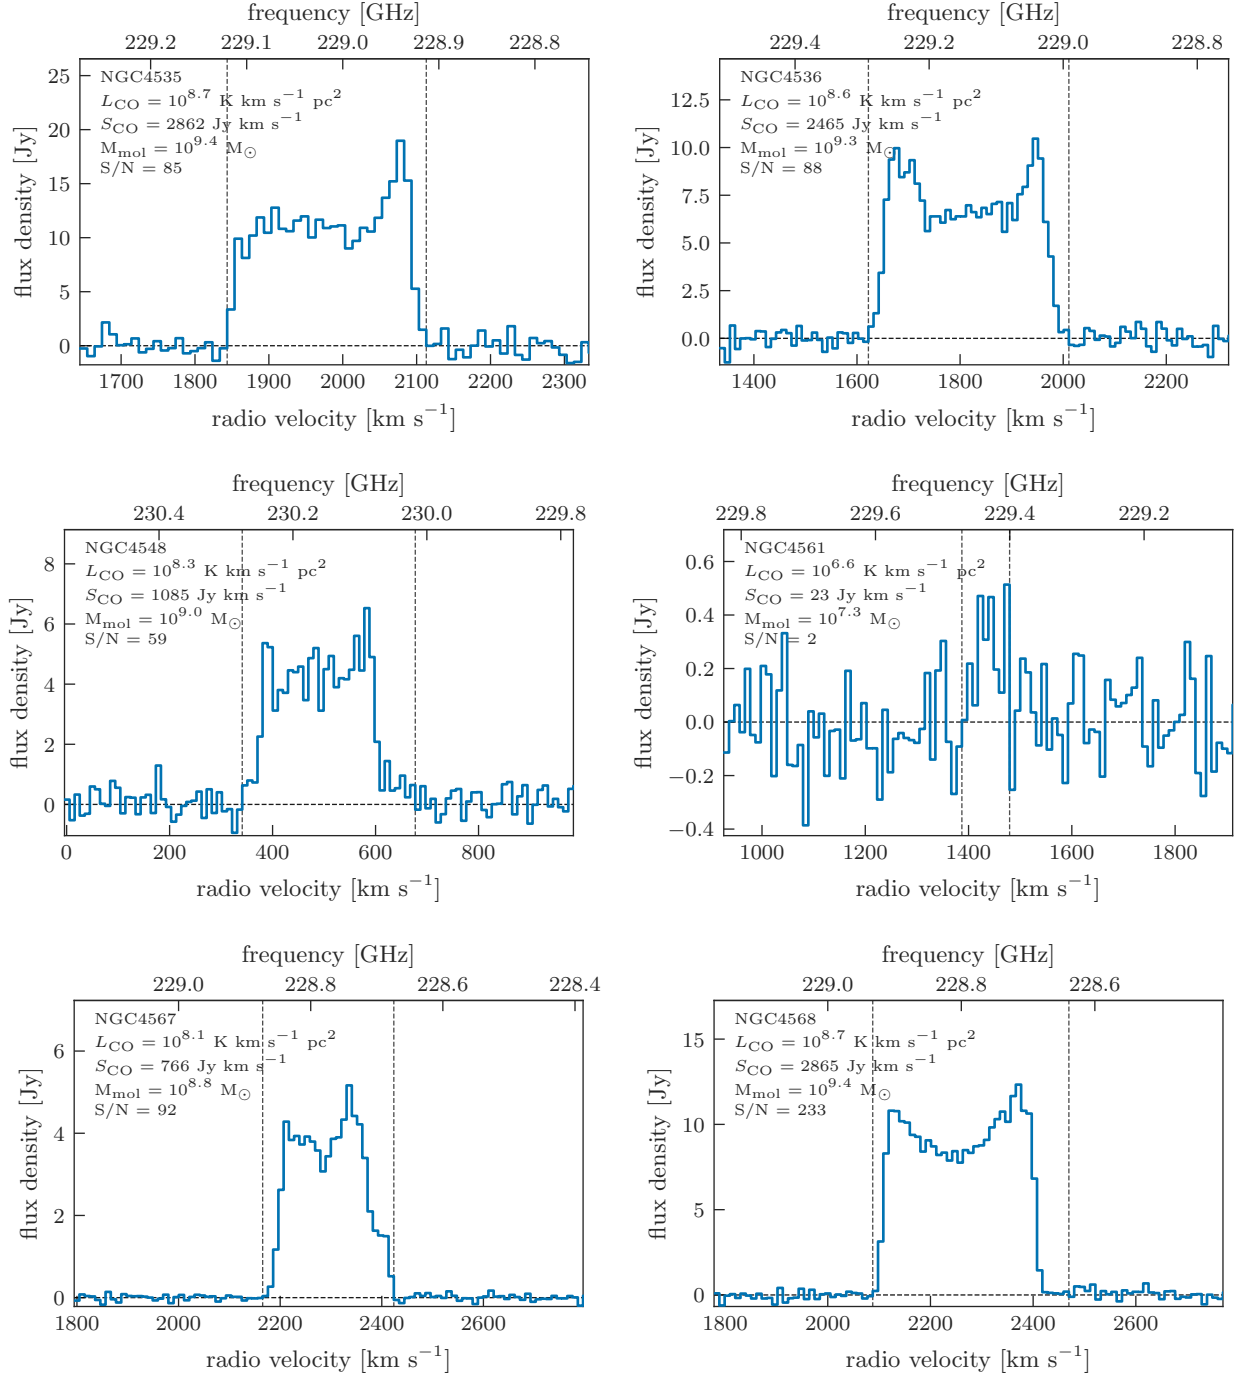 frequency [GHz]
229.2 229.1 229.0 228.9 228.8
NGC4535
L_CO = 10^8.7 K km s^−1 pc^2
S_CO = 2862 Jy km s^−1
M_mol = 10^9.4 M_⊙
S/N = 85
flux density [Jy]
25
20
15
10
5
0
1700 1800 1900 2000 2100 2200 2300
radio velocity [km s^−1]
frequency [GHz]
229.4 229.2 229.0 228.8
NGC4536
L_CO = 10^8.6 K km s^−1 pc^2
S_CO = 2465 Jy km s^−1
M_mol = 10^9.3 M_⊙
S/N = 88
flux density [Jy]
12.5
10.0
7.5
5.0
2.5
0.0
1400 1600 1800 2000 2200
radio velocity [km s^−1]
frequency [GHz]
230.4 230.2 230.0 229.8
NGC4548
L_CO = 10^8.3 K km s^−1 pc^2
S_CO = 1085 Jy km s^−1
M_mol = 10^9.0 M_⊙
S/N = 59
flux density [Jy]
8
6
4
2
0
0 200 400 600 800
radio velocity [km s^−1]
frequency [GHz]
229.8 229.6 229.4 229.2
NGC4561
L_CO = 10^6.6 K km s^−1 pc^2
S_CO = 23 Jy km s^−1
M_mol = 10^7.3 M_⊙
S/N = 2
flux density [Jy]
0.6
0.4
0.2
0.0
−0.2
−0.4
1000 1200 1400 1600 1800
radio velocity [km s^−1]
frequency [GHz]
229.0 228.8 228.6 228.4
NGC4567
L_CO = 10^8.1 K km s^−1 pc^2
S_CO = 766 Jy km s^−1
M_mol = 10^8.8 M_⊙
S/N = 92
flux density [Jy]
6
4
2
0
1800 2000 2200 2400 2600
radio velocity [km s^−1]
frequency [GHz]
229.0 228.8 228.6
NGC4568
L_CO = 10^8.7 K km s^−1 pc^2
S_CO = 2865 Jy km s^−1
M_mol = 10^9.4 M_⊙
S/N = 233
flux density [Jy]
15
10
5
0
1800 2000 2200 2400 2600
radio velocity [km s^−1]